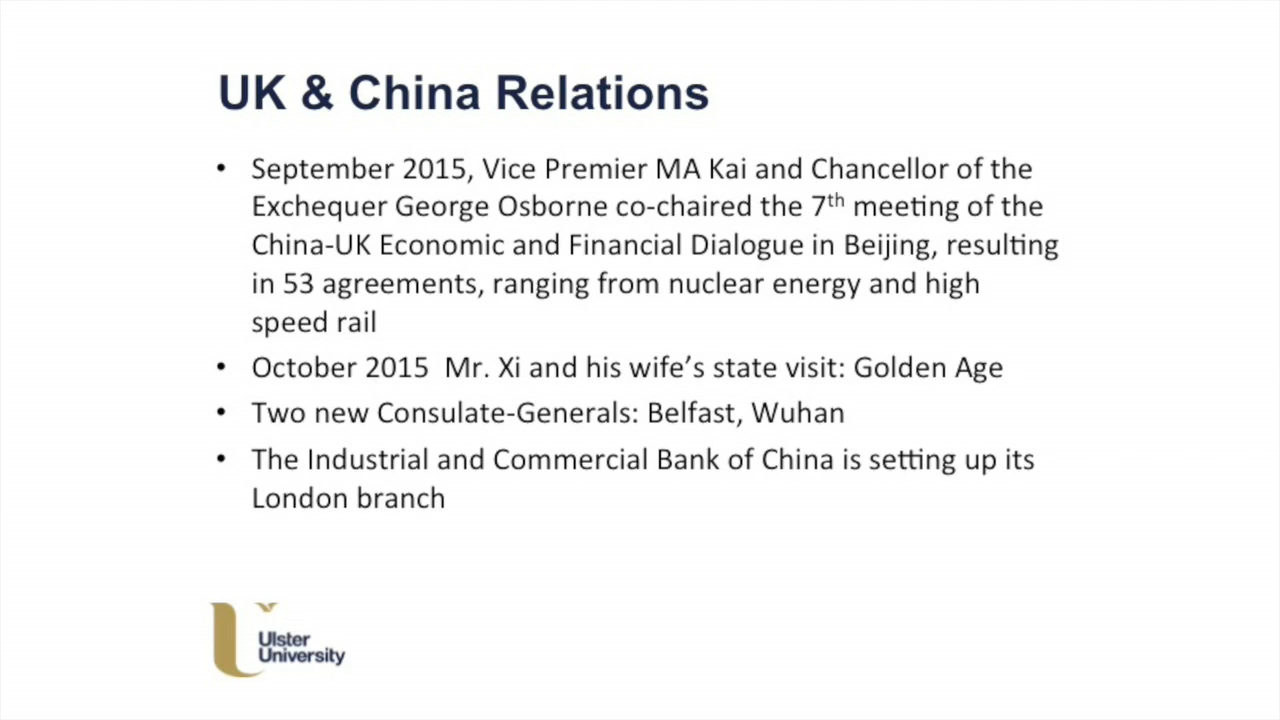 UK & China Relations
• September 2015, Vice Premier MA Kai and Chancellor of the
Exchequer George Osborne co-chaired the 7th meeting of the
China-UK Economic and Financial Dialogue in Beijing, resulting
in 53 agreements, ranging from nuclear energy and high
speed rail
• October 2015  Mr. Xi and his wife’s state visit: Golden Age
• Two new Consulate-Generals: Belfast, Wuhan
• The Industrial and Commercial Bank of China is setting up its
London branch
Ulster
University